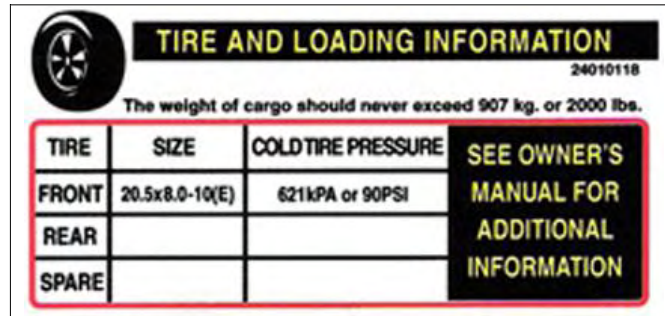 TIRE AND LOADING INFORMATION
24010118
The weight of cargo should never exceed 907 kg. or 2000 lbs.
TIRE SIZE COLD TIRE PRESSURE
FRONT 20.5x8.0-10(E) 621kPA or 90PSI
REAR
SPARE
SEE OWNER'S
MANUAL FOR
ADDITIONAL
INFORMATION